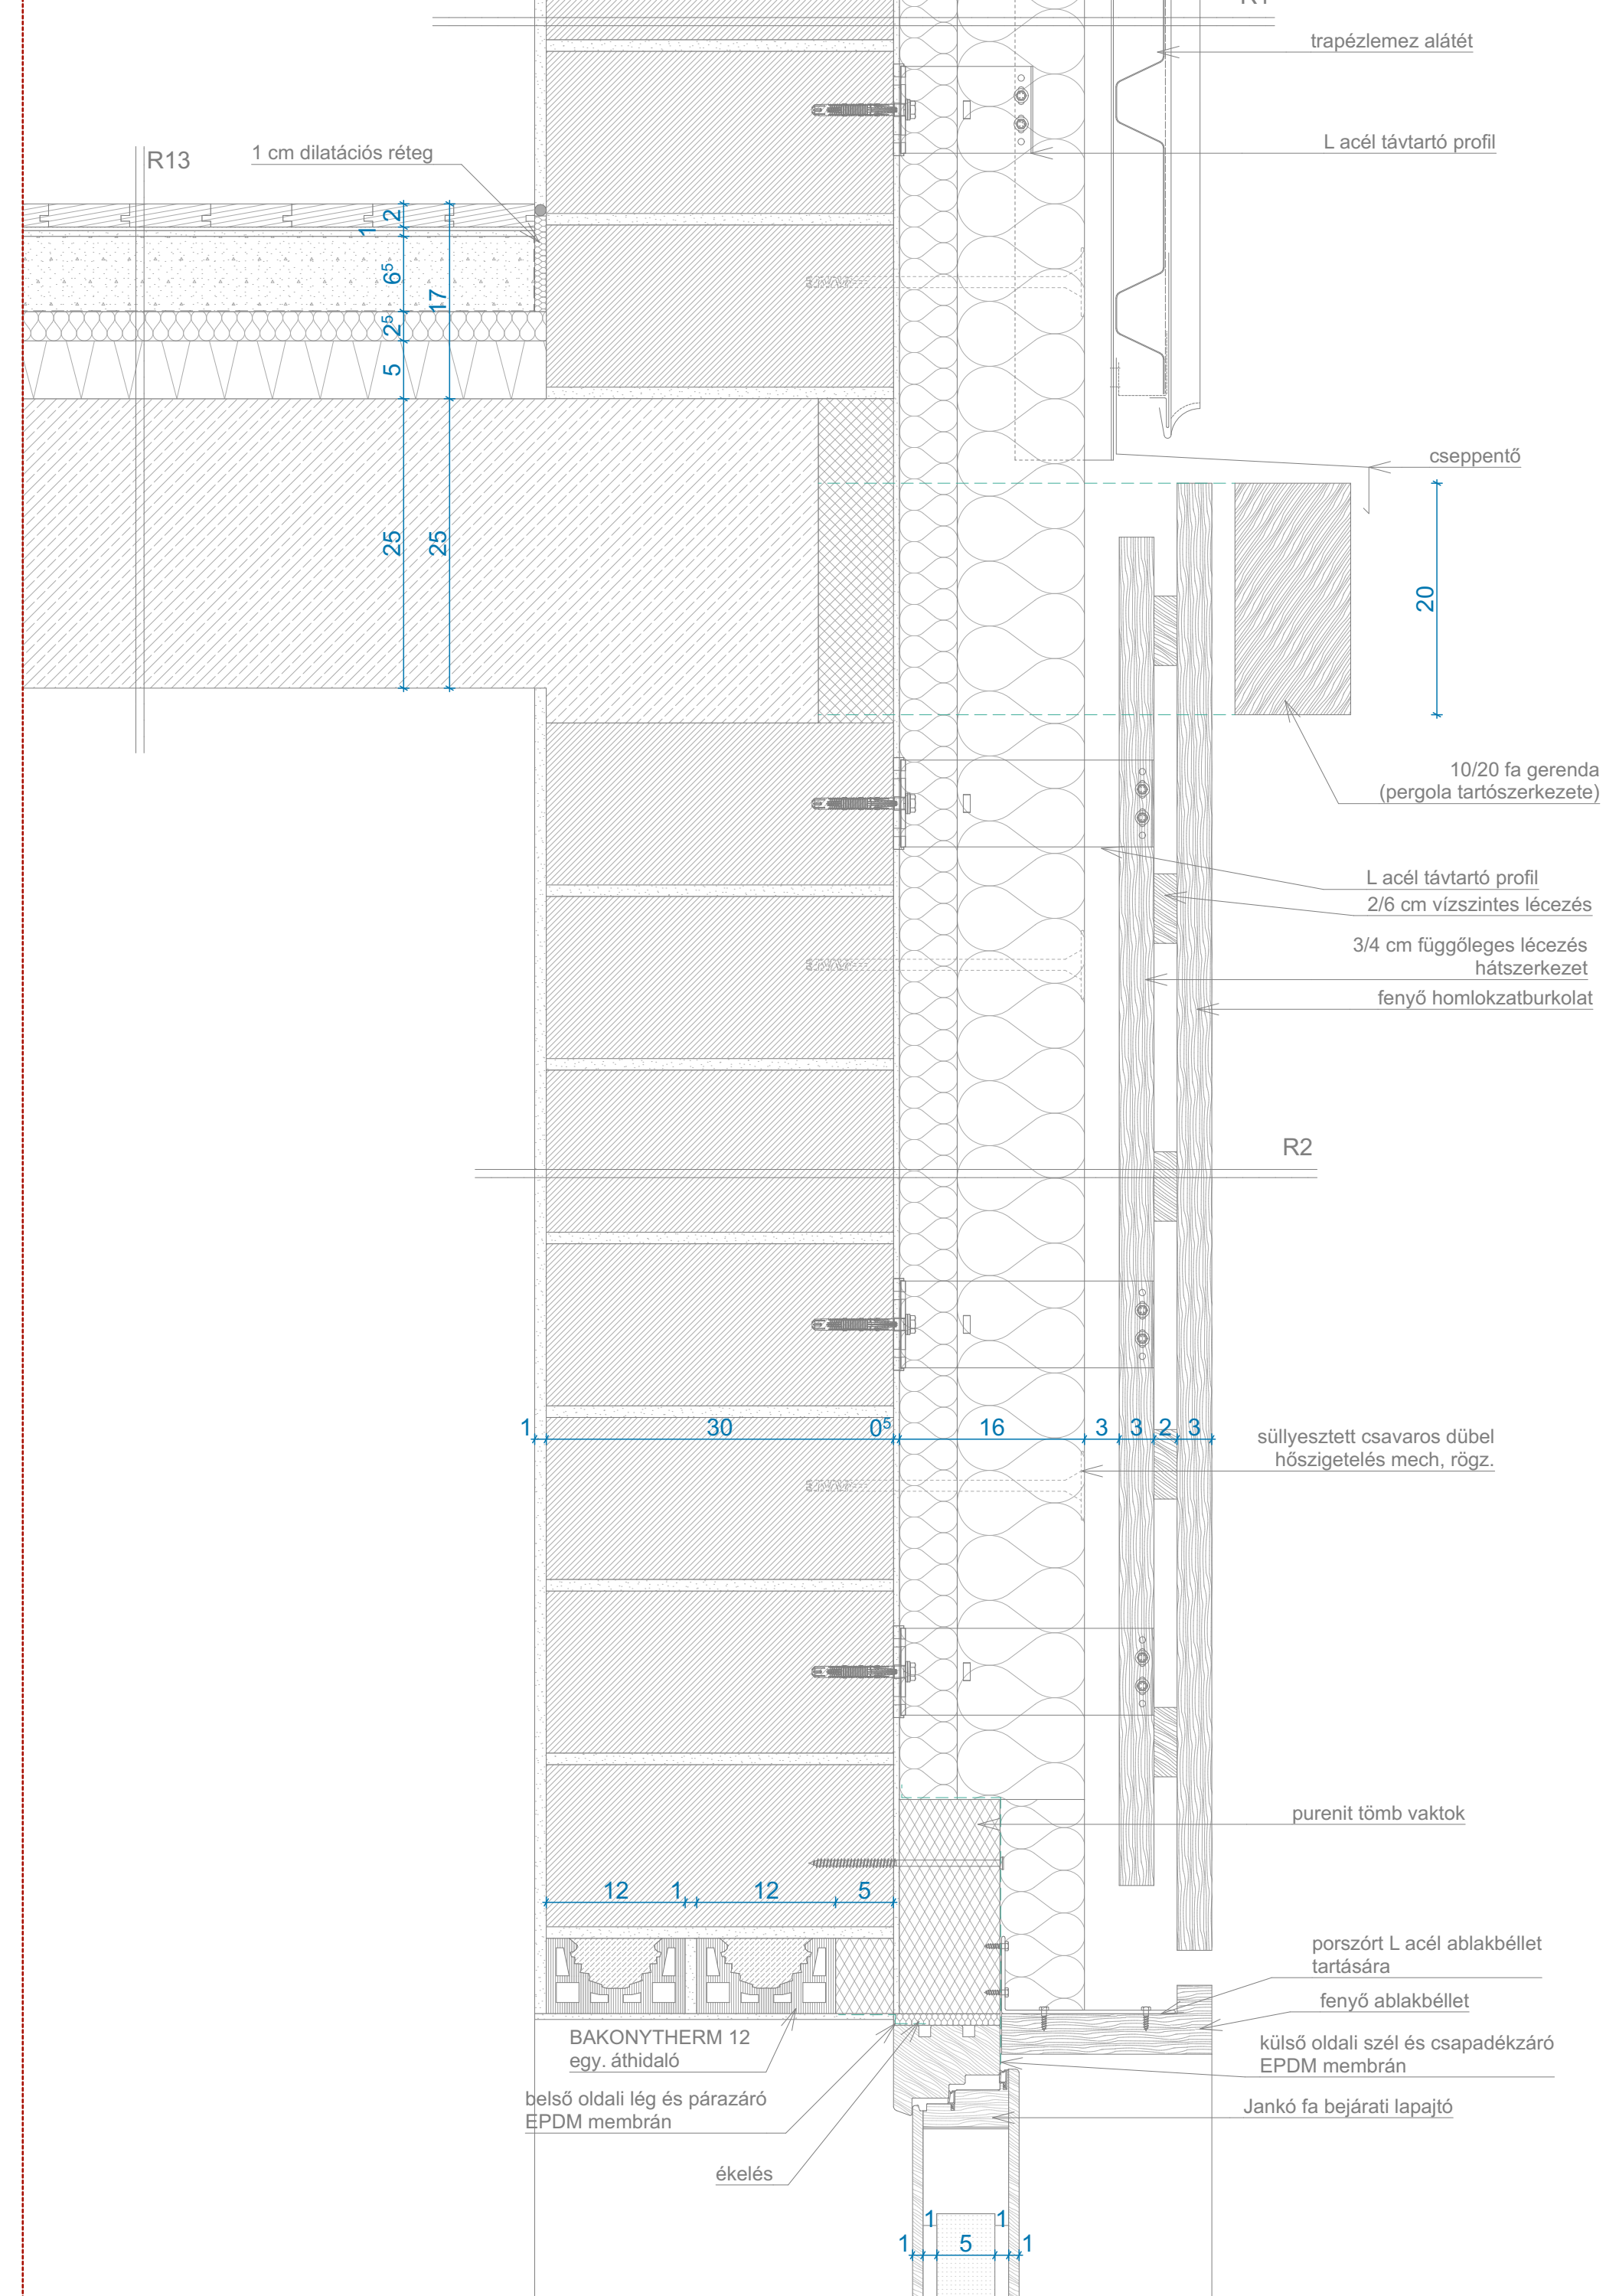 trapézlemez alátét
L acél távtartó profil
R13
1 cm dilatációs réteg
2
1
6⁵
17
2⁵
5
cseppentő
25
25
20
10/20 fa gerenda
(pergola tartószerkezete)
L acél távtartó profil
2/6 cm vízszintes lécezés
3/4 cm függőleges lécezés
hátszerkezet
fenyő homlokzatburkolat
R2
1 30 0⁵ 16 3 3 2 3
süllyesztett csavaros dübel
hőszigetelés mech, rögz.
purenit tömb vaktok
12 1 12 5
porszórt L acél ablakbéllet
tartására
fenyő ablakbéllet
BAKONYTHERM 12
egy. áthidaló
külső oldali szél és csapadékzáró
EPDM membrán
belső oldali lég és párazáró
EPDM membrán
Jankó fa bejárati lapajtó
ékelés
1 1
1 5 1